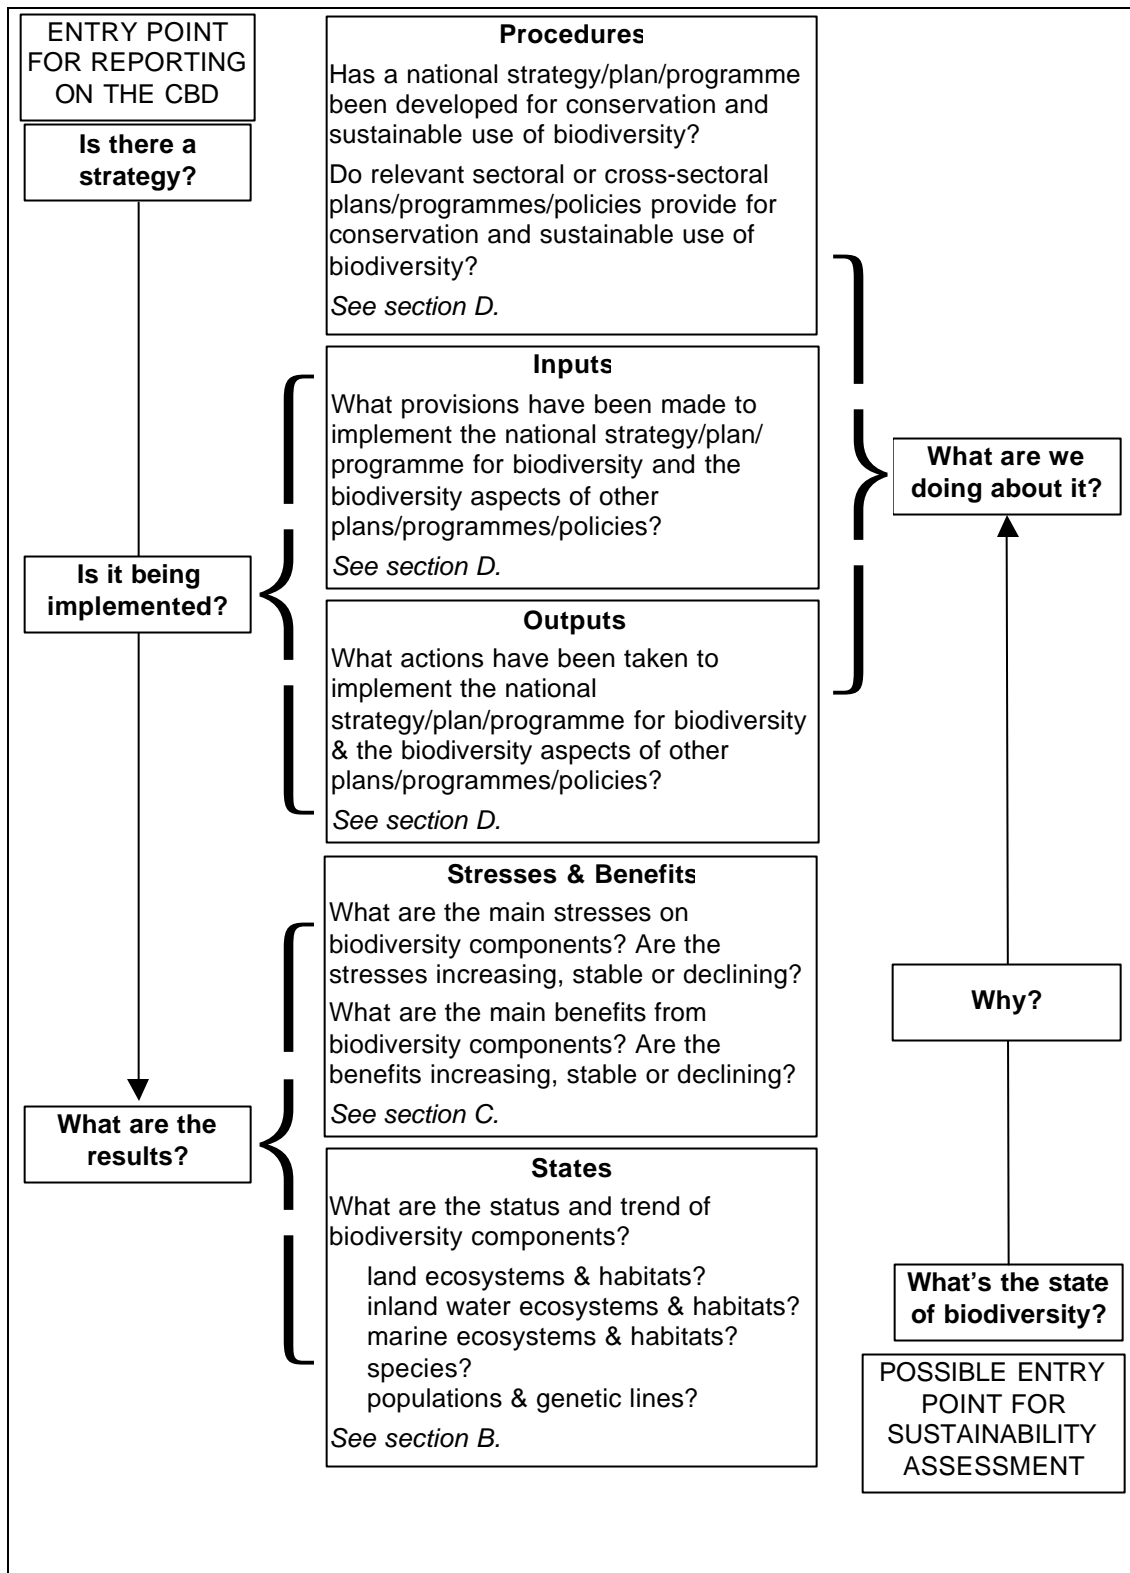 ENTRY POINT
FOR REPORTING
ON THE CBD
Is there a
strategy?
Is it being
implemented?
What are the
results?
Procedures
Has a national strategy/plan/programme
been developed for conservation and
sustainable use of biodiversity?
Do relevant sectoral or cross-sectoral
plans/programmes/policies provide for
conservation and sustainable use of
biodiversity?
See section D.
Inputs
What provisions have been made to
implement the national strategy/plan/
programme for biodiversity and the
biodiversity aspects of other
plans/programmes/policies?
See section D.
Outputs
What actions have been taken to
implement the national
strategy/plan/programme for biodiversity
& the biodiversity aspects of other
plans/programmes/policies?
See section D.
Stresses & Benefits
What are the main stresses on
biodiversity components? Are the
stresses increasing, stable or declining?
What are the main benefits from
biodiversity components? Are the
benefits increasing, stable or declining?
See section C.
States
What are the status and trend of
biodiversity components?
land ecosystems & habitats?
inland water ecosystems & habitats?
marine ecosystems & habitats?
species?
populations & genetic lines?
See section B.
What are we
doing about it?
Why?
What's the state
of biodiversity?
POSSIBLE ENTRY
POINT FOR
SUSTAINABILITY
ASSESSMENT